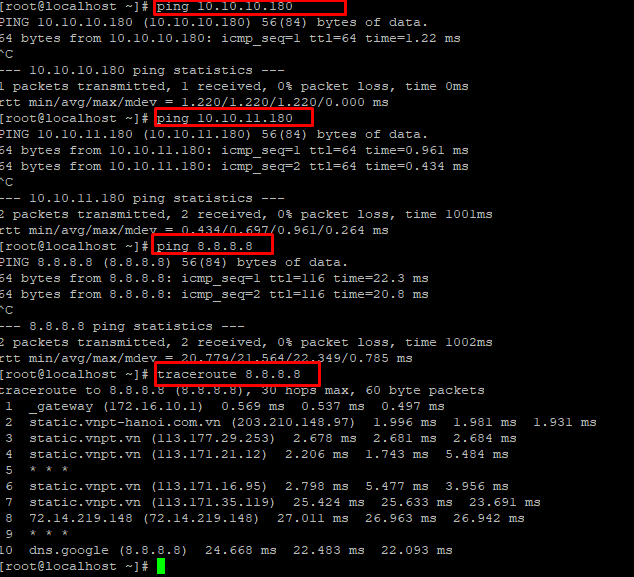 [root@localhost ~]# ping 10.10.10.180
PING 10.10.10.180 (10.10.10.180) 56(84) bytes of data.
64 bytes from 10.10.10.180: icmp_seq=1 ttl=64 time=1.22 ms
^C
--- 10.10.10.180 ping statistics ---
1 packets transmitted, 1 received, 0% packet loss, time 0ms
rtt min/avg/max/mdev = 1.220/1.220/1.220/0.000 ms
[root@localhost ~]# ping 10.10.11.180
PING 10.10.11.180 (10.10.11.180) 56(84) bytes of data.
64 bytes from 10.10.11.180: icmp_seq=1 ttl=64 time=0.961 ms
64 bytes from 10.10.11.180: icmp_seq=2 ttl=64 time=0.434 ms
^C
--- 10.10.11.180 ping statistics ---
2 packets transmitted, 2 received, 0% packet loss, time 1001ms
rtt min/avg/max/mdev = 0.434/0.697/0.961/0.264 ms
[root@localhost ~]# ping 8.8.8.8
PING 8.8.8.8 (8.8.8.8) 56(84) bytes of data.
64 bytes from 8.8.8.8: icmp_seq=1 ttl=116 time=22.3 ms
64 bytes from 8.8.8.8: icmp_seq=2 ttl=116 time=20.8 ms
^C
--- 8.8.8.8 ping statistics ---
2 packets transmitted, 2 received, 0% packet loss, time 1002ms
rtt min/avg/max/mdev = 20.779/21.564/22.349/0.785 ms
[root@localhost ~]# traceroute 8.8.8.8
traceroute to 8.8.8.8 (8.8.8.8), 30 hops max, 60 byte packets
1 _gateway (172.16.10.1) 0.569 ms 0.537 ms 0.497 ms
2 static.vnpt-hanoi.com.vn (203.210.148.97) 1.996 ms 1.981 ms 1.931 ms
3 static.vnpt.vn (113.177.29.253) 2.678 ms 2.681 ms 2.684 ms
4 static.vnpt.vn (113.171.21.12) 2.206 ms 1.743 ms 5.484 ms
5 * * *
6 static.vnpt.vn (113.171.16.95) 2.798 ms 5.477 ms 3.956 ms
7 static.vnpt.vn (113.171.35.119) 25.424 ms 25.633 ms 23.691 ms
8 72.14.219.148 (72.14.219.148) 27.011 ms 26.963 ms 26.942 ms
9 * * *
10 dns.google (8.8.8.8) 24.668 ms 22.483 ms 22.093 ms
[root@localhost ~]#